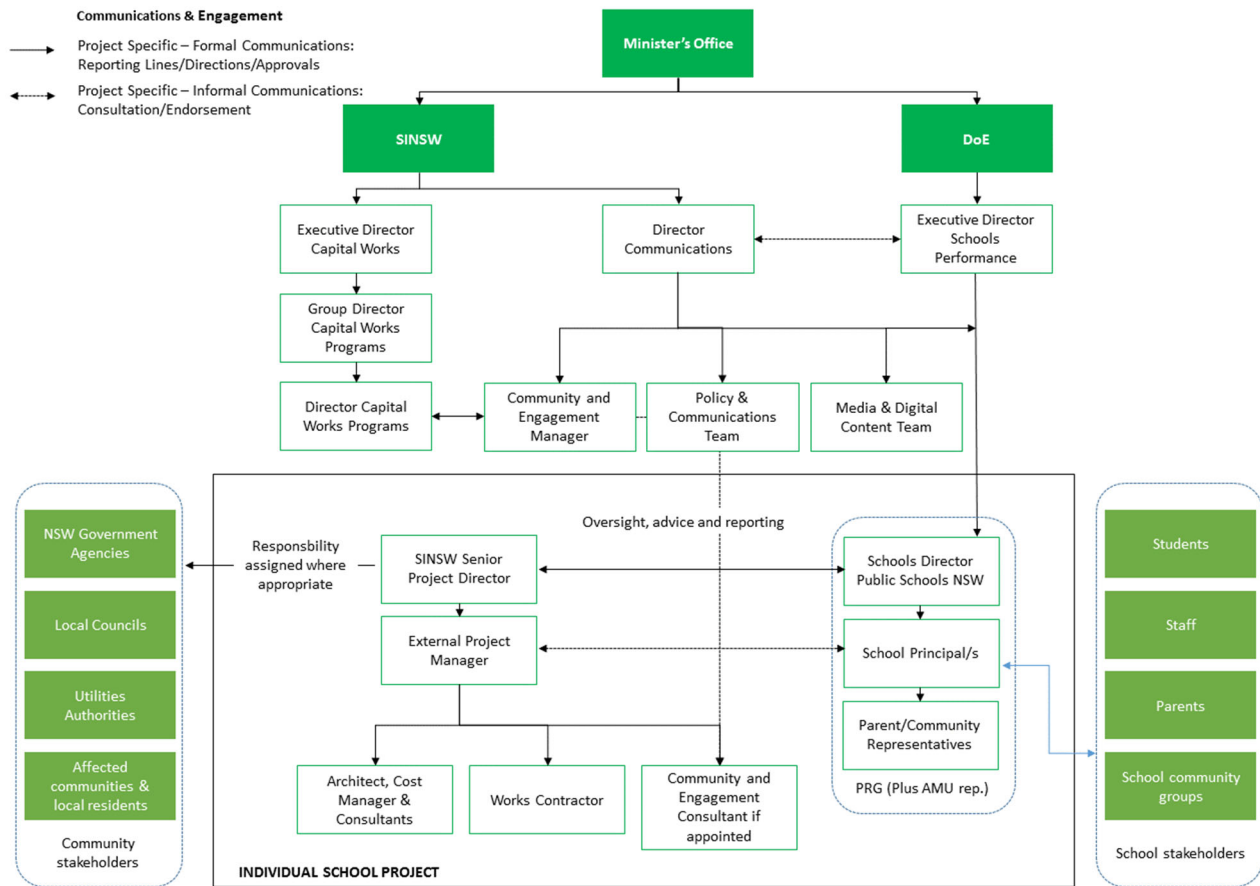 Communications & Engagement
Project Specific – Formal Communications:
Reporting Lines/Directions/Approvals
Project Specific – Informal Communications:
Consultation/Endorsement
Minister's Office
SINSW
DoE
Executive Director
Capital Works
Director
Communications
Executive Director
Schools
Performance
Group Director
Capital Works
Programs
Director Capital
Works Programs
Community and
Engagement
Manager
Policy &
Communications
Team
Media & Digital
Content Team
NSW Government
Agencies
Local Councils
Utilities
Authorities
Affected
communities &
local residents
Community
stakeholders
Responsbility
assigned where
appropriate
Oversight, advice and reporting
SINSW Senior
Project Director
External Project
Manager
Architect, Cost
Manager &
Consultants
Works Contractor
Community and
Engagement
Consultant if
appointed
Schools Director
Public Schools NSW
School Principal/s
Parent/Community
Representatives
PRG (Plus AMU rep.)
INDIVIDUAL SCHOOL PROJECT
Students
Staff
Parents
School community
groups
School stakeholders